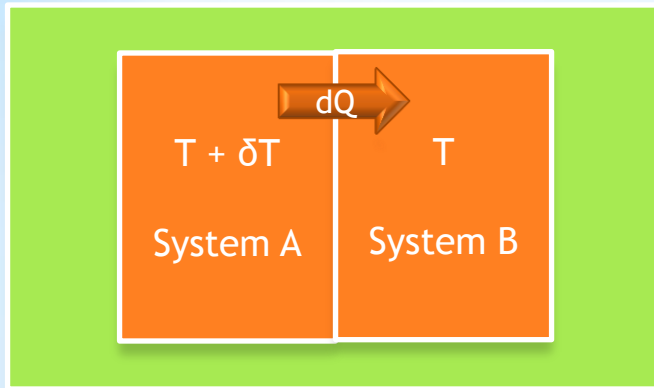 dQ
T + δT
T
System A
System B